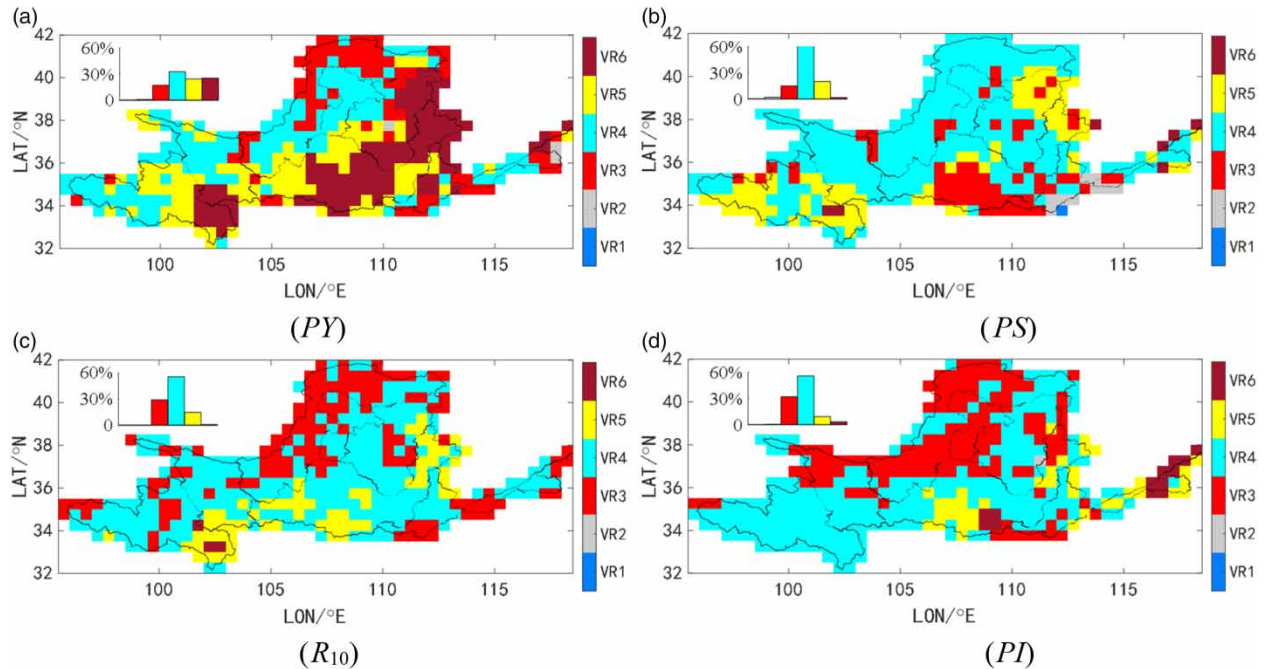 (a)
60%
30%
0
42
40
38
36
34
32
LAT/°N
100
105
110
115
LON/°E
VR6
VR5
VR4
VR3
VR2
VR1
(PY)
(b)
60%
30%
0
42
40
38
36
34
32
LAT/°N
100
105
110
115
LON/°E
VR6
VR5
VR4
VR3
VR2
VR1
(PS)
(c)
60%
30%
0
42
40
38
36
34
32
LAT/°N
100
105
110
115
LON/°E
VR6
VR5
VR4
VR3
VR2
VR1
(R₁₀)
(d)
60%
30%
0
42
40
38
36
34
32
LAT/°N
100
105
110
115
LON/°E
VR6
VR5
VR4
VR3
VR2
VR1
(PI)